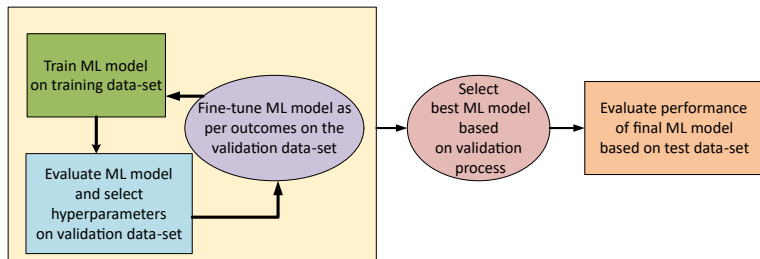 Train ML model
on training data-set
Fine-tune ML model as
per outcomes on the
validation data-set
Evaluate ML model
and select
hyperparameters
on validation data-set
Select
best ML model
based
on validation
process
Evaluate performance
of final ML model
based on test data-set